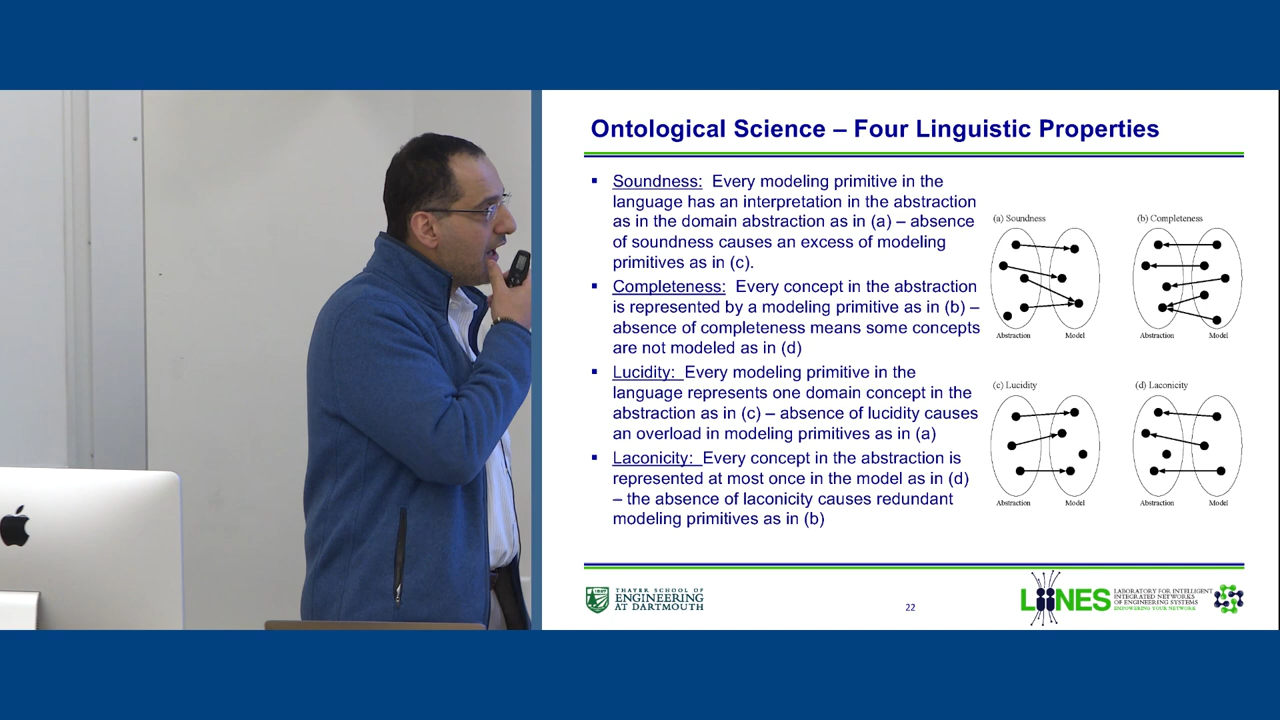 Ontological Science – Four Linguistic Properties
Soundness: Every modeling primitive in the
language has an interpretation in the abstraction
as in the domain abstraction as in (a) – absence
of soundness causes an excess of modeling
primitives as in (c).
Completeness: Every concept in the abstraction
is represented by a modeling primitive as in (b) –
absence of completeness means some concepts
are not modeled as in (d)
Lucidity: Every modeling primitive in the
language represents one domain concept in the
abstraction as in (c) – absence of lucidity causes
an overload in modeling primitives as in (a)
Laconicity: Every concept in the abstraction is
represented at most once in the model as in (d)
– the absence of laconicity causes redundant
modeling primitives as in (b)
(a) Soundness
(b) Completeness
Abstraction
Model
Abstraction
Model
(c) Lucidity
(d) Laconicity
Abstraction
Model
Abstraction
Model
THAYER SCHOOL OF
ENGINEERING
AT DARTMOUTH
22
LIINES
LABORATORY FOR INTELLIGENT
INTEGRATED NETWORKS
OF ENGINEERING SYSTEMS
EMPOWERING YOUR NETWORK